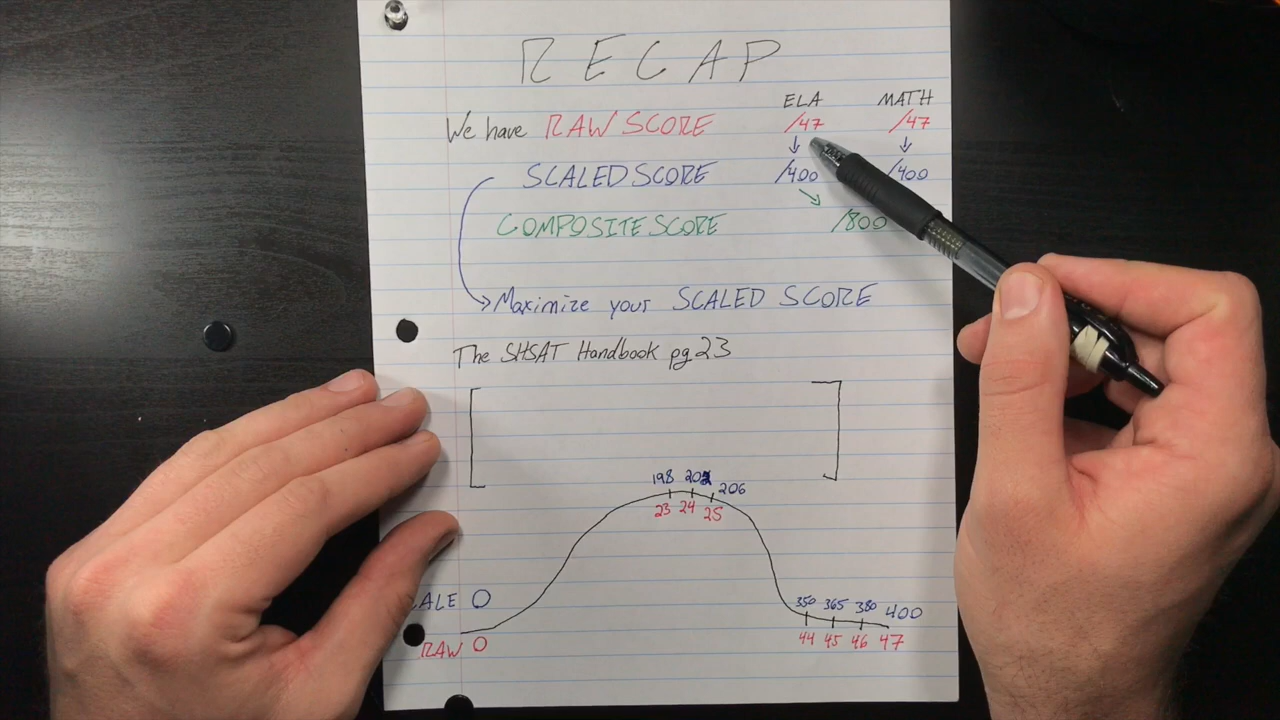 RECAP
ELA MATH
We have RAW SCORE /47 /47
SCALED SCORE /400 /400
COMPOSITE SCORE /800
Maximize your SCALED SCORE
The SHSAT Handbook pg 23
198 202 206
23 24 25
0
350 365 380 400
RAW 0
44 45 46 47